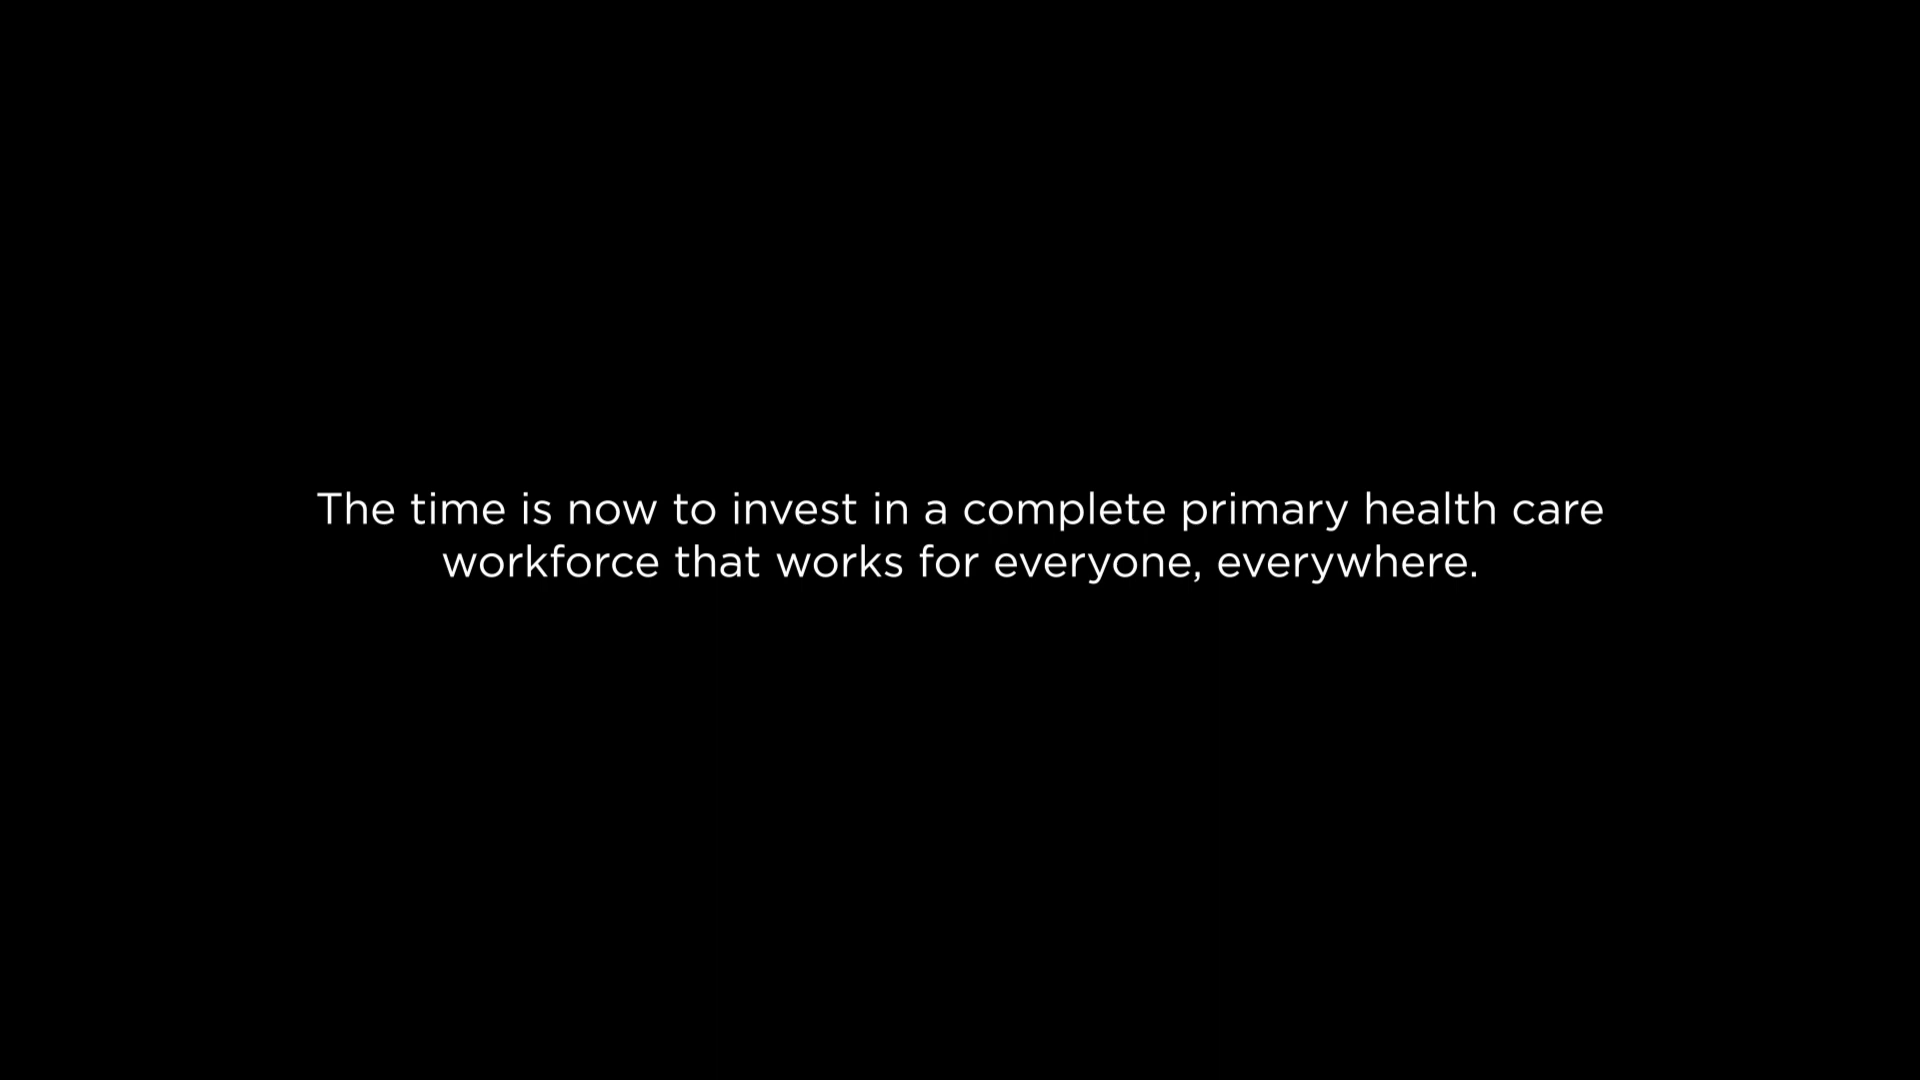 The time is now to invest in a complete primary health care
workforce that works for everyone, everywhere.